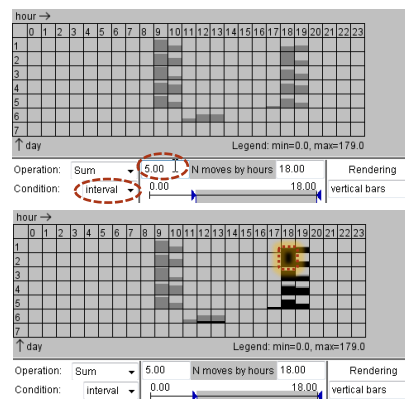 hour →
0 1 2 3 4 5 6 7 8 9 10 11 12 13 14 15 16 17 18 19 20 21 22 23
1
2
3
4
5
6
7
↑ day Legend: min=0.0, max=179.0
Operation: Sum 5.00 N moves by hours 18.00 Rendering
Condition: interval 0.00 18.00 vertical bars
hour →
0 1 2 3 4 5 6 7 8 9 10 11 12 13 14 15 16 17 18 19 20 21 22 23
1
2
3
4
5
6
7
↑ day Legend: min=0.0, max=179.0
Operation: Sum 5.00 N moves by hours 18.00 Rendering
Condition: interval 0.00 18.00 vertical bars